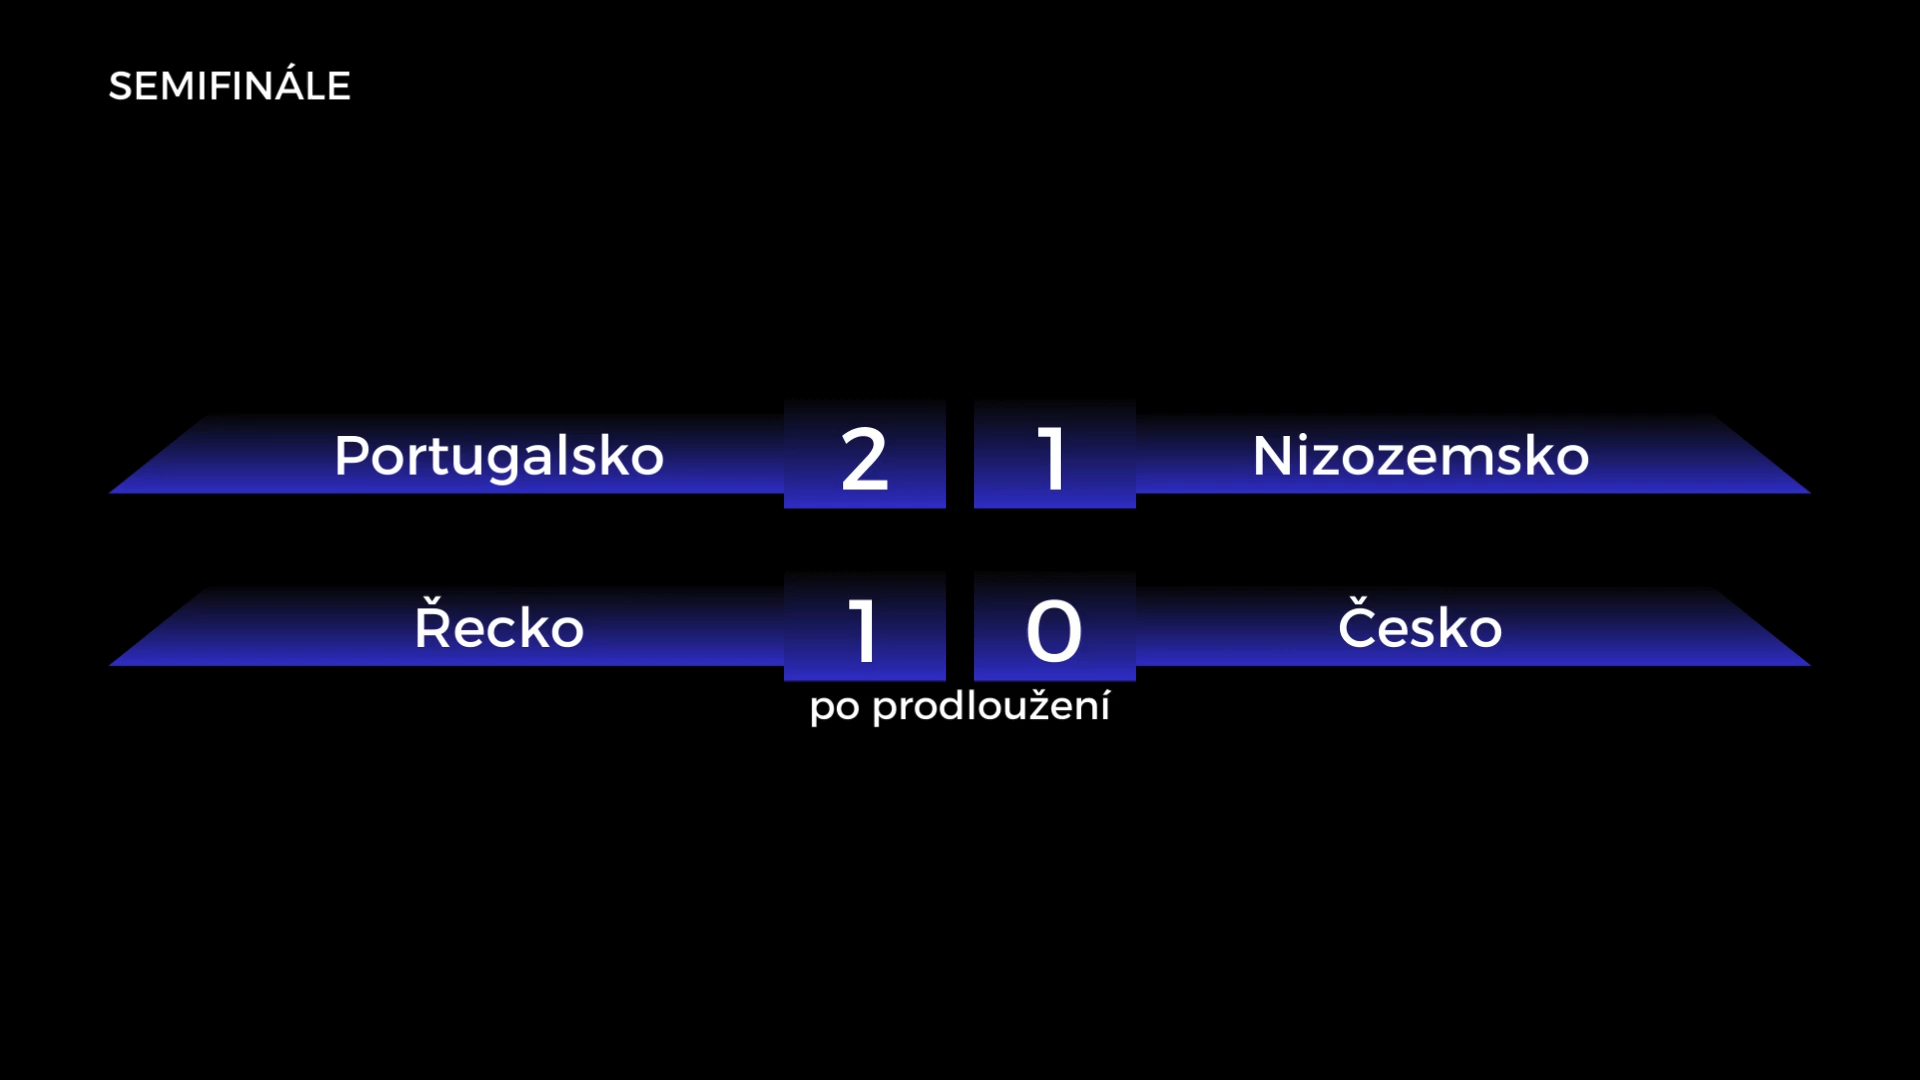 SEMIFINÁLE
Portugalsko 2 1 Nizozemsko
Řecko 1 0 Česko
po prodloužení